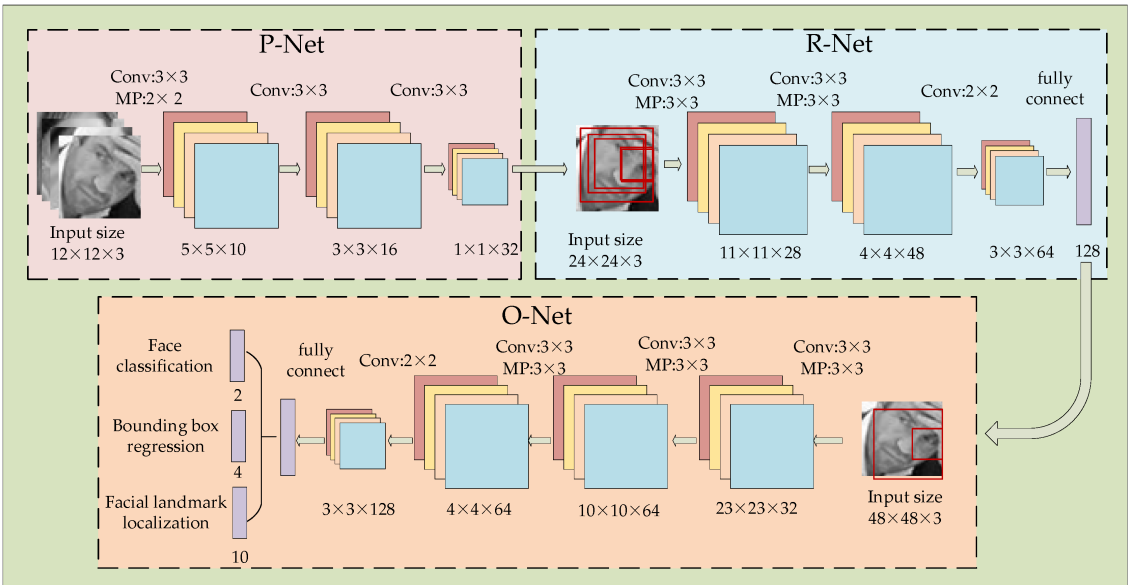 P-Net
Conv:3×3
MP:2× 2
Conv:3×3
Conv:3×3
Input size
12×12×3
5×5×10
3×3×16
1×1×32
R-Net
Conv:3×3
MP:3×3
Conv:3×3
MP:3×3
Conv:2×2
fully
connect
Input size
24×24×3
11×11×28
4×4×48
3×3×64
128
O-Net
Face
classification
2
Bounding box
regression
4
Facial landmark
localization
10
fully
connect
Conv:2×2
Conv:3×3
MP:3×3
Conv:3×3
MP:3×3
Conv:3×3
MP:3×3
3×3×128
4×4×64
10×10×64
23×23×32
Input size
48×48×3